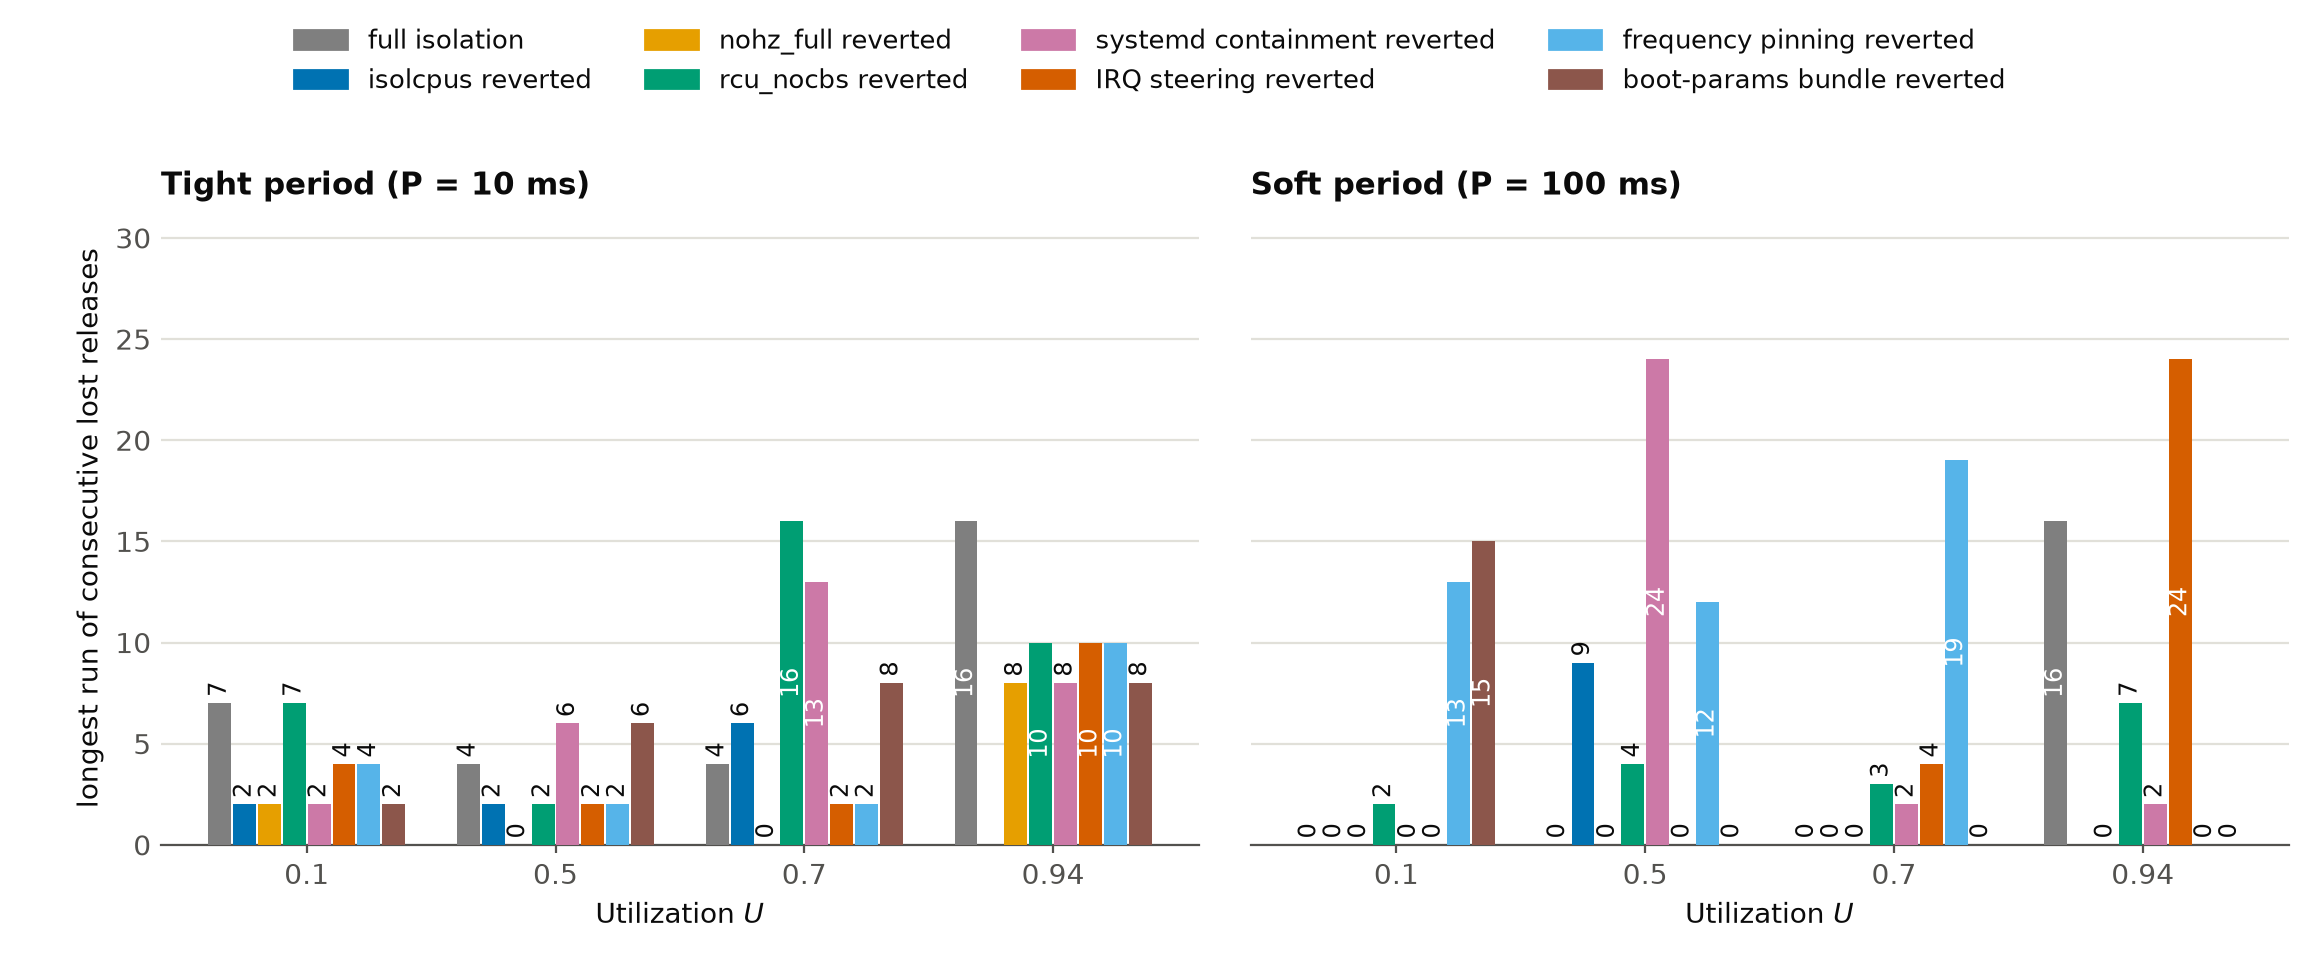 full isolation
nohz_full reverted
systemd containment reverted
frequency pinning reverted
isolcpus reverted
rcu_nocbs reverted
IRQ steering reverted
boot-params bundle reverted
Tight period (P = 10 ms)
Soft period (P = 100 ms)
longest run of consecutive lost releases
30
25
20
15
10
5
0
7 2 2 7 2 4 4 2
4 2 0 2 6 2 2 6
4 6 0 16 13 2 2 8
16 8 10 8 10 10 8
0 0 0 2 0 0 13 15
0 9 0 4 24 0 12 0
0 0 0 3 2 4 19 0
16 0 7 2 24 0 0
0.1 0.5 0.7 0.94
0.1 0.5 0.7 0.94
Utilization U
Utilization U